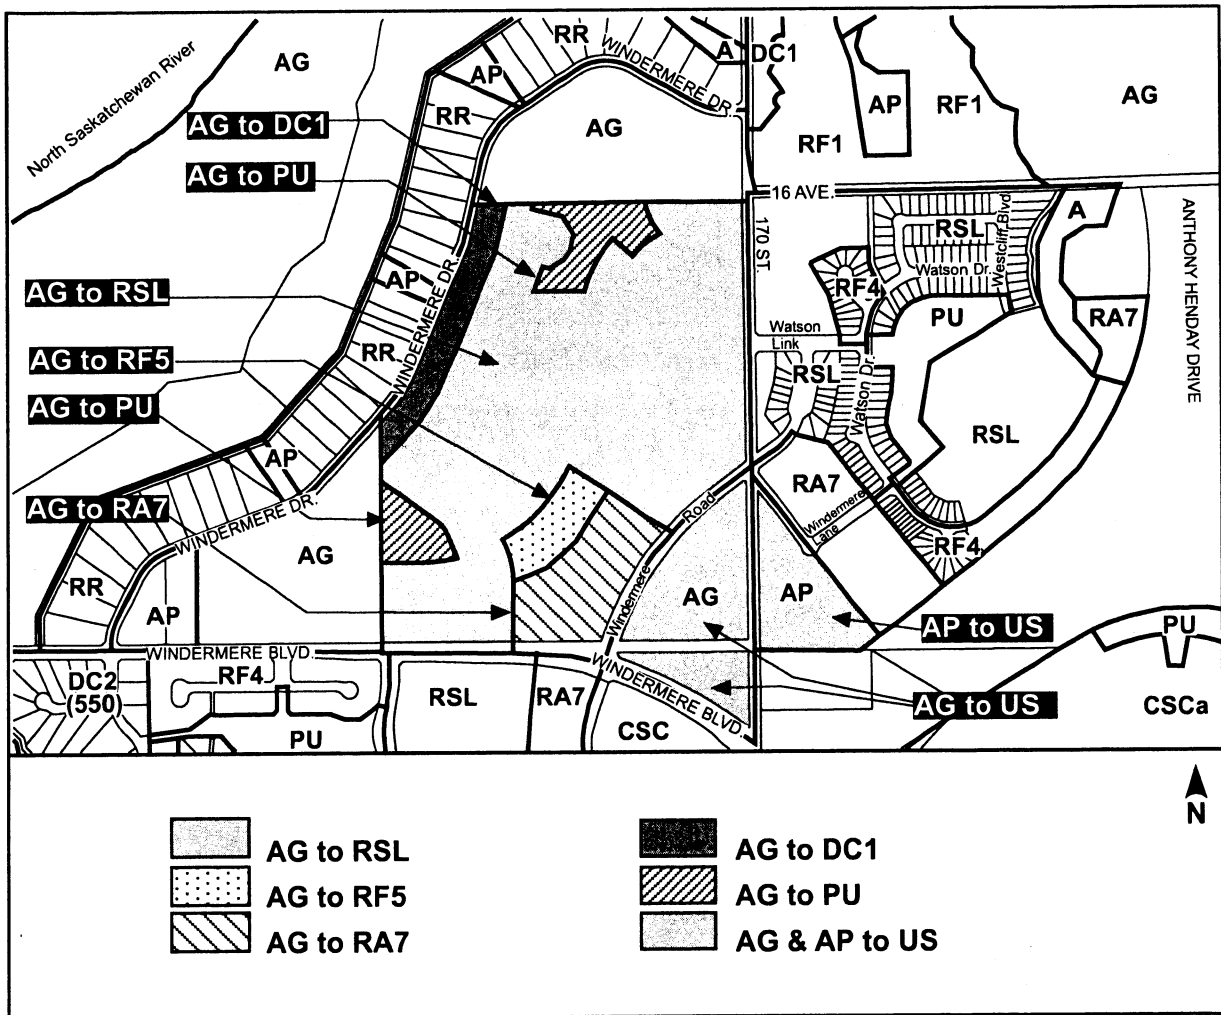 RR
WINDERMERE DR.
A
DC1
AG
AP
North Saskatchewan River
AP
RF1
AG
RR
AG to DC1
AG
RF1
AG to PU
16 AVE.
A
ANTHONY HENDAY DRIVE
170 ST.
RSL
Westcliff Blvd
AP
WINDERMERE DR.
Watson Dr.
RF4
AG to RSL
PU
RA7
Watson
Link
RR
AG to RF5
RSL
Watson Dr.
AG to PU
RSL
AP
RA7
AG to RA7
Road
Windermere
Lane
WINDERMERE DR.
RF4
AG
RR
AP
AG
AP
Windermere
AP to US
PU
WINDERMERE BLVD.
WINDERMERE BLVD.
DC2
(550)
RF4
RSL
RA7
AG to US
CSCa
PU
CSC
N
AG to RSL
AG to DC1
AG to RF5
AG to PU
AG to RA7
AG & AP to US